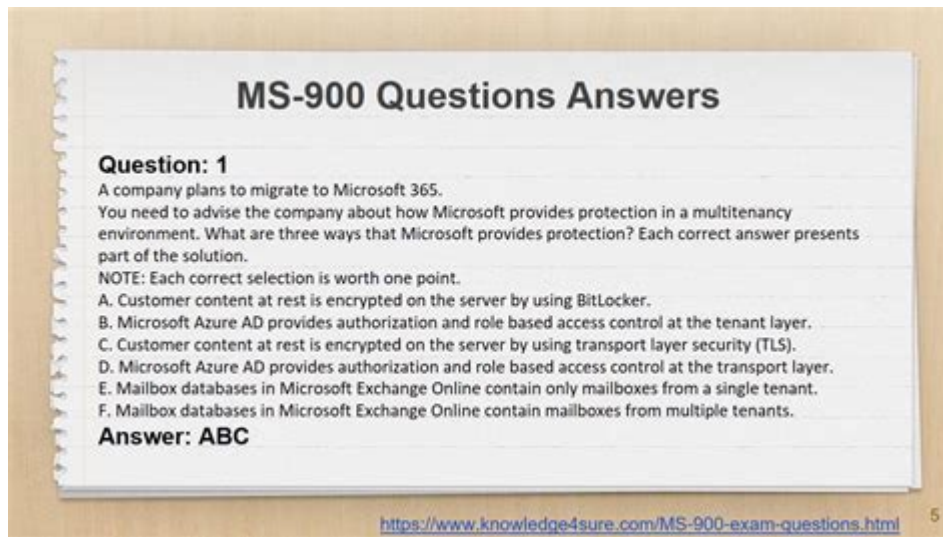 MS-900 Questions Answers
Question: 1
A company plans to migrate to Microsoft 365.
You need to advise the company about how Microsoft provides protection in a multitenancy
environment. What are three ways that Microsoft provides protection? Each correct answer presents
part of the solution.
NOTE: Each correct selection is worth one point.
A. Customer content at rest is encrypted on the server by using BitLocker.
B. Microsoft Azure AD provides authorization and role based access control at the tenant layer.
C. Customer content at rest is encrypted on the server by using transport layer security (TLS).
D. Microsoft Azure AD provides authorization and role based access control at the transport layer.
E. Mailbox databases in Microsoft Exchange Online contain only mailboxes from a single tenant.
F. Mailbox databases in Microsoft Exchange Online contain mailboxes from multiple tenants.
Answer: ABC
https://www.knowledge4sure.com/MS-900-exam-questions.html
5